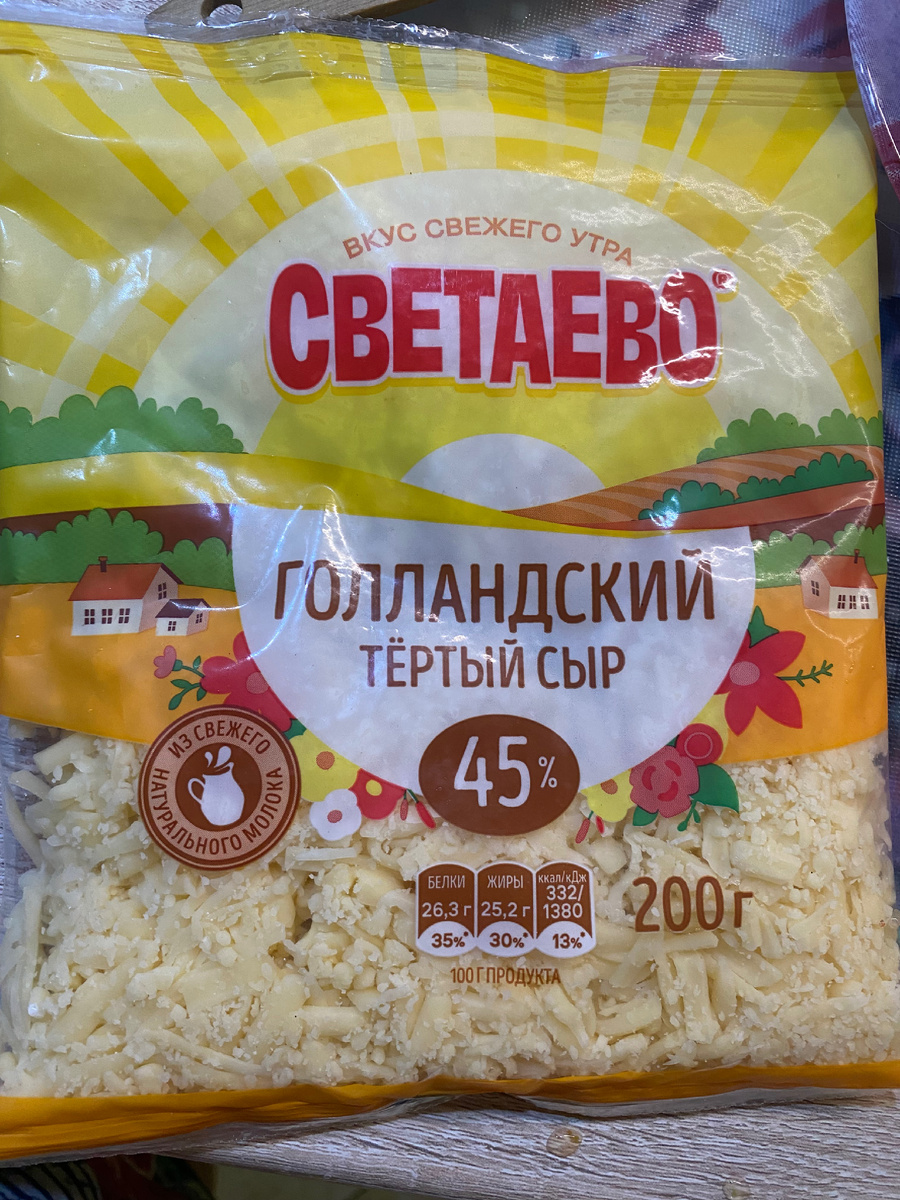 ВКУС СВЕЖЕГО УТРА
СВЕТАЕВО®
ГОЛЛАНДСКИЙ
ТЁРТЫЙ СЫР
45%
ИЗ СВЕЖЕГО
НАТУРАЛЬНОГО МОЛОКА
БЕЛКИ
26,3 г
35%*
ЖИРЫ
25,2 г
30%*
ккал/кДж
332/
1380
13%*
100 Г ПРОДУКТА
200 г